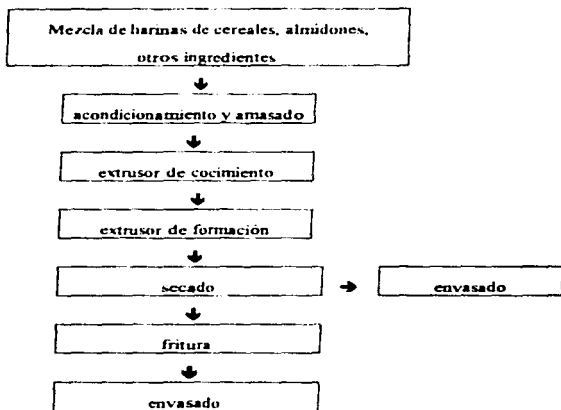 Mezcla de harinas de cereales, almidones,
otros ingredientes
acondicionamiento y amasado
extrusor de cocimiento
extrusor de formación
secado
envasado
fritura
envasado